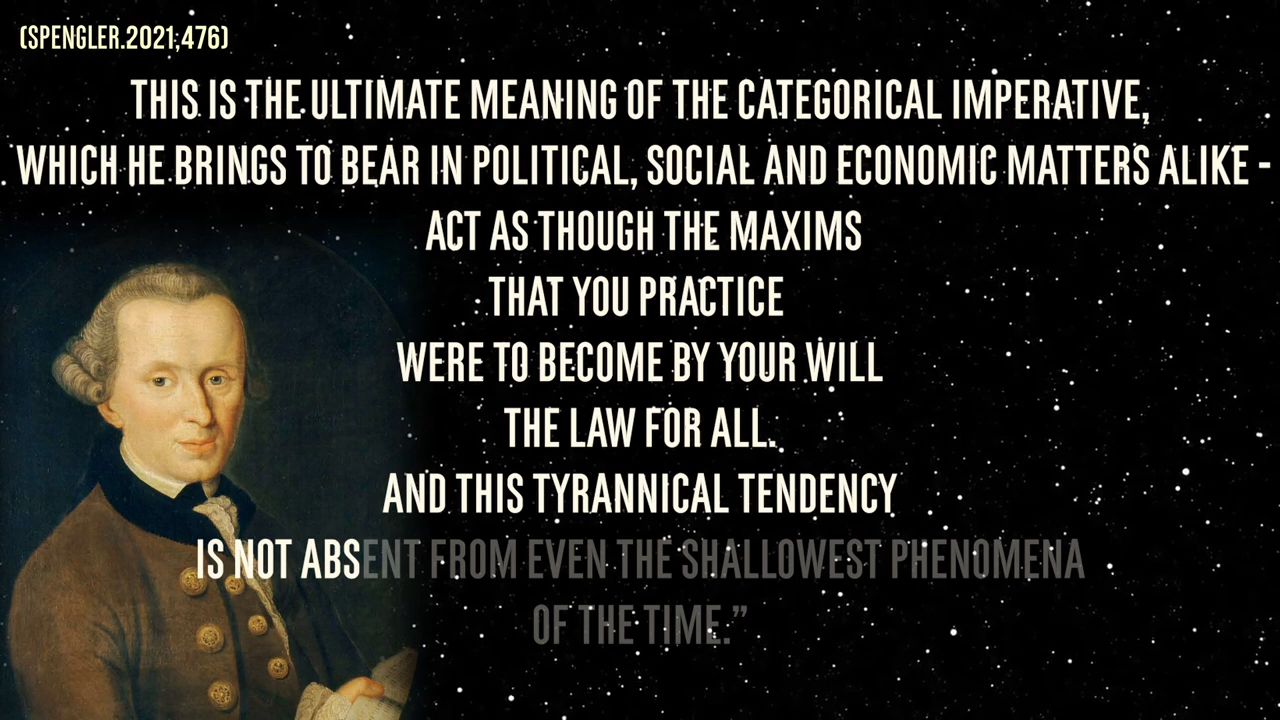 (SPENGLER.2021,476)
THIS IS THE ULTIMATE MEANING OF THE CATEGORICAL IMPERATIVE,
WHICH HE BRINGS TO BEAR IN POLITICAL, SOCIAL AND ECONOMIC MATTERS ALIKE -
ACT AS THOUGH THE MAXIMS
THAT YOU PRACTICE
WERE TO BECOME BY YOUR WILL
THE LAW FOR ALL.
AND THIS TYRANNICAL TENDENCY
IS NOT ABSENT FROM EVEN THE SHALLOWEST PHENOMENA
OF THE TIME.”